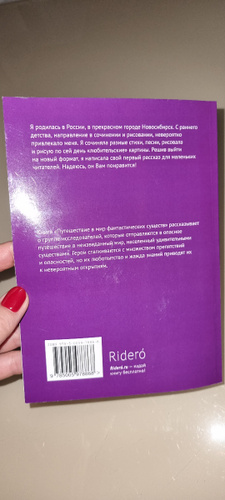 Я родилась в России, в прекрасном городе Новосибирск. С раннего
детства, направление в сочинении и рисовании, невероятно
привлекало меня. Я сочиняла разные стихи, песни, рисовала
и рисую по сей день «любительские» картины. Решив выйти
на новый формат, я написала свой первый рассказ для маленьких
читателей. Надеюсь, он Вам понравится!
Книга «Путешествие в мир фантастических существ» рассказывает
о группе исследователей, которые отправляются в опасное
путешествие в неизведанный мир, населенный удивительными
существами. Герои сталкиваются с множеством препятствий
и опасностей, но их любопытство и жажда знаний приводят их
к невероятным открытиям.
Rideró
Ridero.ru — издай
книгу бесплатно!